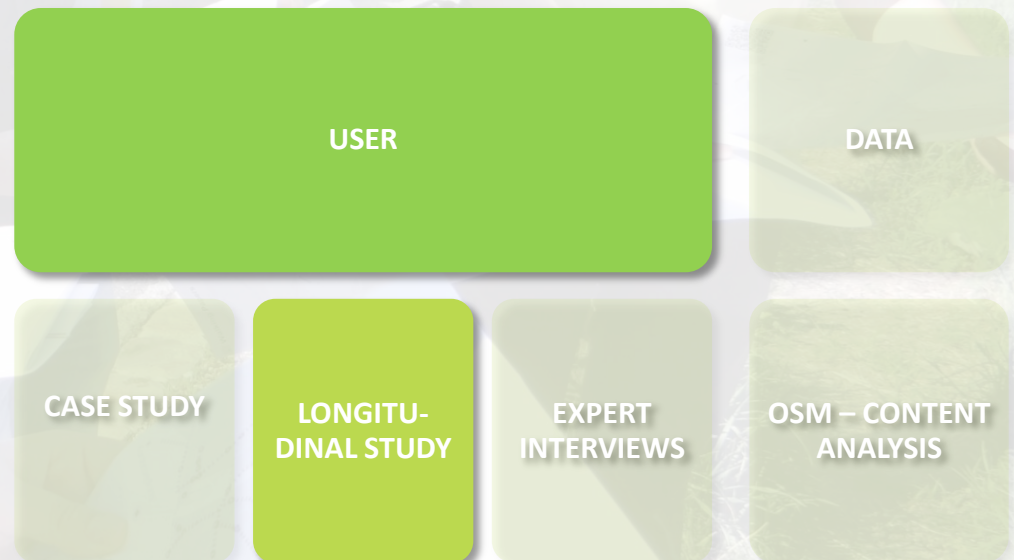 USER
DATA
CASE STUDY
LONGITU-
DINAL STUDY
EXPERT
INTERVIEWS
OSM – CONTENT
ANALYSIS